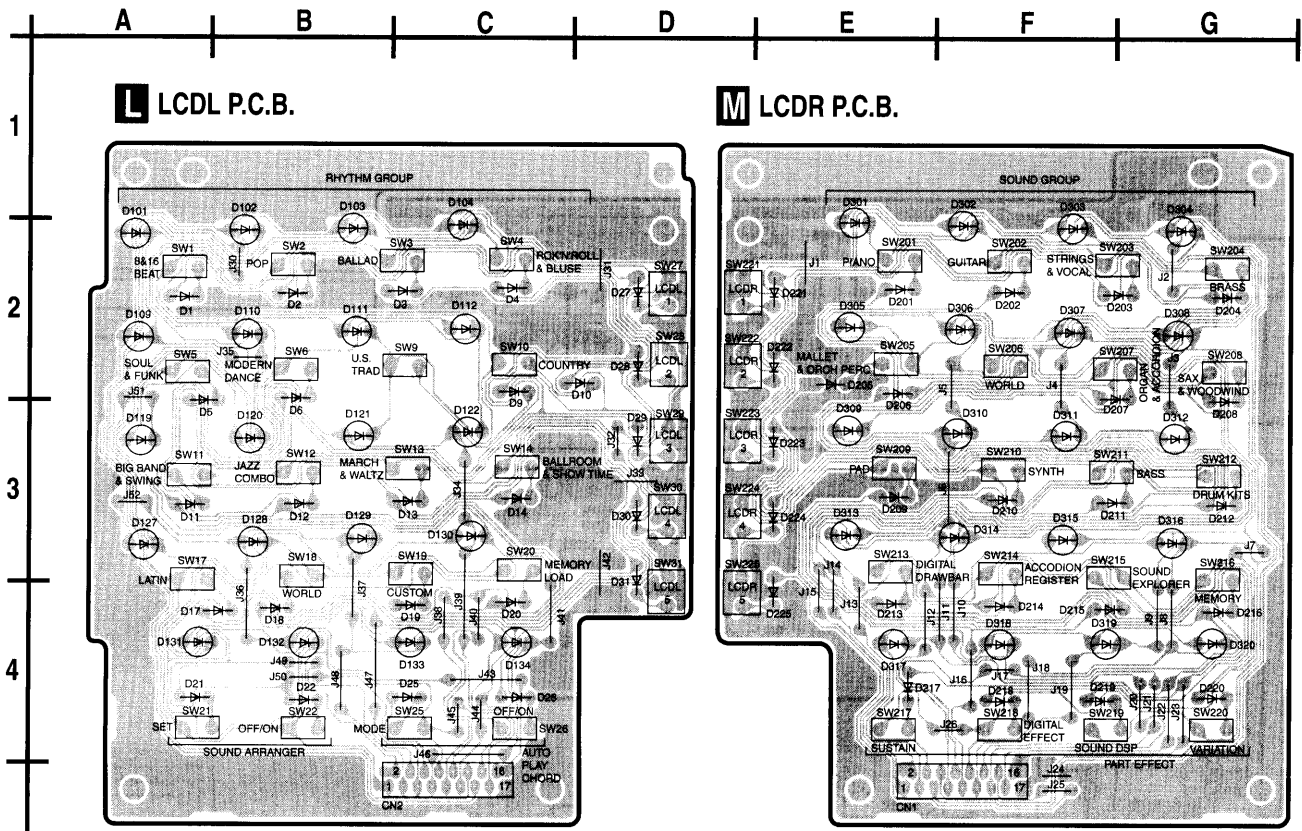 A B C D E F G
1
L LCDL P.C.B.
M LCDR P.C.B.
RHYTHM GROUP
SOUND GROUP
D101 D102 D103 D104
D301 D302 D303 D304
SW1 SW2 SW3 SW4
8&16 BEAT
J30
POP
BALLAD
ROK'N'ROLL & BLUSE
J31
SW27
D27
LCDL 1
SW221
LCDR 1
D221
J1
SW201 SW202 SW203 SW204
PIANO
GUITAR
STRINGS & VOCAL
J2
BRASS
D1 D2 D3 D4
D201 D202 D203 D204
2
D109 D110 D111 D112
D305 D306 D307 D308
SW5 SW6 SW9 SW10
SOUL & FUNK
J35
MODERN DANCE
U.S. TRAD
COUNTRY
SW28
D28
LCDL 2
SW222
LCDR 2
D222
SW205 SW206 SW207 SW208
MALLET & ORCH PERC
WORLD
ORGAN & ACCORDION
SAX & WOODWIND
J51
D5 D6 D9 D10
D205 D206 D207 D208
J5 J4
D119 D120 D121 D122
D309 D310 D311 D312
SW29
D29
LCDL 3
J32
J33
SW223
LCDR 3
D223
3
SW11 SW12 SW13 SW14
BIG BAND & SWING
JAZZ COMBO
MARCH & WALTZ
BALLROOM & SHOW TIME
SW209 SW210 SW211 SW212
PAD
SYNTH
BASS
DRUM KITS
J52
D11 D12 D13 D14
J34
SW30
D30
LCDL 4
SW224
LCDR 4
D224
D209 D210 D211 D212
D127 D128 D129 D130
D313 D314 D315 D316
J7
SW17 SW18 SW19 SW20
LATIN
WORLD
CUSTOM
MEMORY LOAD
J42
SW31
D31
LCDL 5
LCDR 5
D225
SW213 SW214 SW215 SW216
DIGITAL DRAWBAR
ACCODION REGISTER
SOUND EXPLORER
MEMORY
J14 J15 J13 J12 J11 J10
J36 J37 J38 J39 J40 J41
D17 D18 D19 D20
D213 D214 D215 D216
4
D131 D132 D133 D134
D317 D318 D319 D320
J49
J50
J48 J47 J43 J45 J44
J16 J17 J18 J19
D21 D22 D25 D26
D217 D218 D219 D220
SW21 SW22 SW25 SW26
SET
OFF/ON
MODE
OFF/ON
SOUND ARRANGER
J46
AUTO PLAY CHORD
SW217 SW218 SW219 SW220
J26
SUSTAIN
DIGITAL EFFECT
SOUND DSP
VARIATION
PART EFFECT
2 16
1 17
CN2
2 16
1 17
CN1
J24
J25